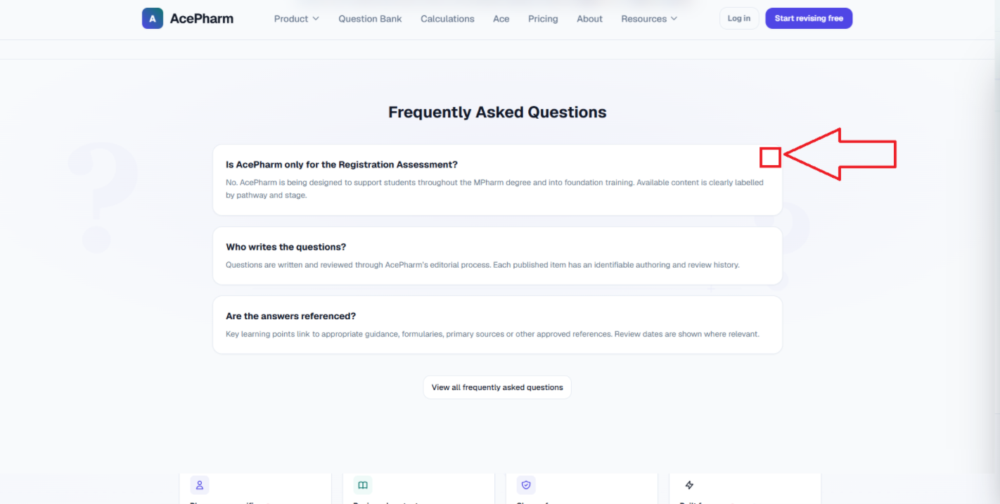 A AcePharm Product Question Bank Calculations Ace Pricing About Resources Log in Start revising free
Frequently Asked Questions
Is AcePharm only for the Registration Assessment?
No. AcePharm is being designed to support students throughout the MPharm degree and into foundation training. Available content is clearly labelled
by pathway and stage.
Who writes the questions?
Questions are written and reviewed through AcePharm's editorial process. Each published item has an identifiable authoring and review history.
Are the answers referenced?
Key learning points link to appropriate guidance, formularies, primary sources or other approved references. Review dates are shown where relevant.
View all frequently asked questions